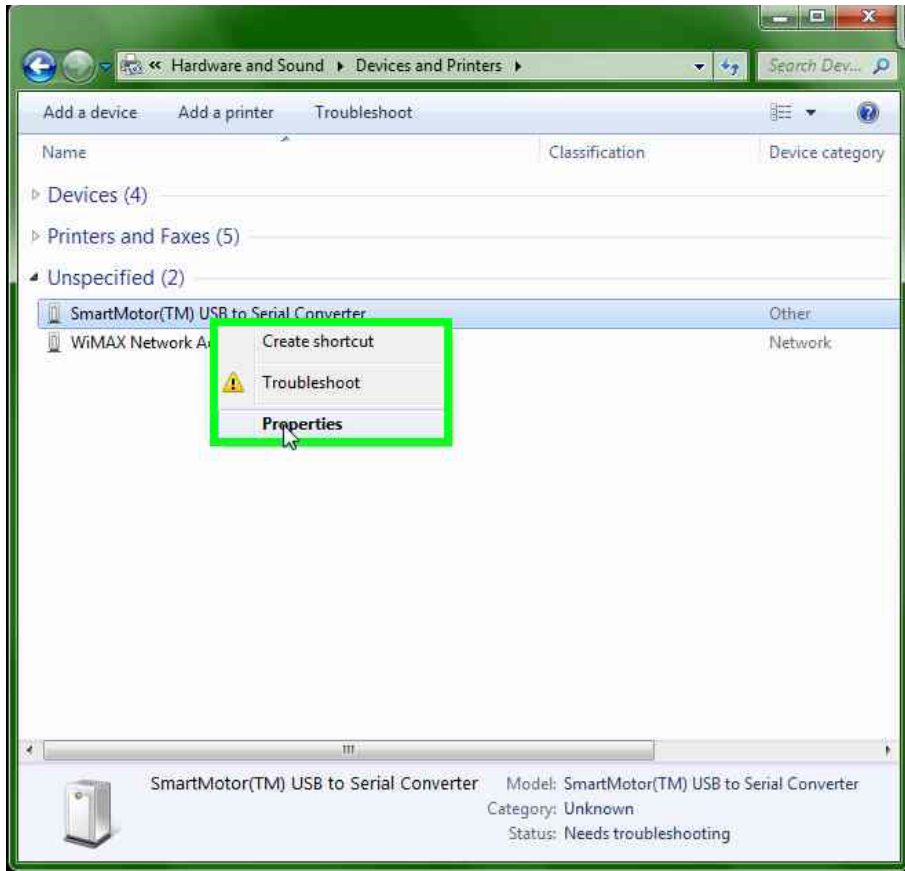 « Hardware and Sound ▸ Devices and Printers ▸ Search Dev...
Add a device Add a printer Troubleshoot
Name Classification Device category
Devices (4)
Printers and Faxes (5)
Unspecified (2)
SmartMotor(TM) USB to Serial Converter Other
WiMAX Network A Network
Create shortcut
Troubleshoot
Properties
SmartMotor(TM) USB to Serial Converter Model: SmartMotor(TM) USB to Serial Converter
Category: Unknown
Status: Needs troubleshooting